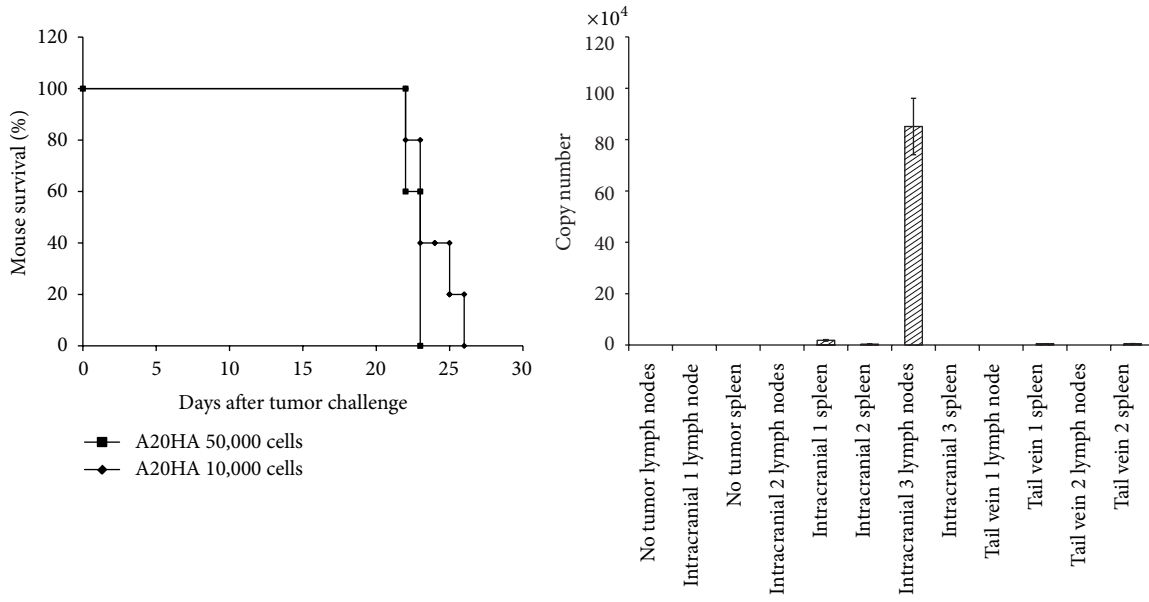 120
100
80
60
40
20
0
Mouse survival (%)
0 5 10 15 20 25 30
Days after tumor challenge
A20HA 50,000 cells
A20HA 10,000 cells
×10⁴
120
100
80
60
40
20
0
Copy number
No tumor lymph nodes
Intracranial 1 lymph node
No tumor spleen
Intracranial 2 lymph nodes
Intracranial 1 spleen
Intracranial 2 spleen
Intracranial 3 lymph nodes
Intracranial 3 spleen
Tail vein 1 lymph node
Tail vein 1 spleen
Tail vein 2 lymph nodes
Tail vein 2 spleen